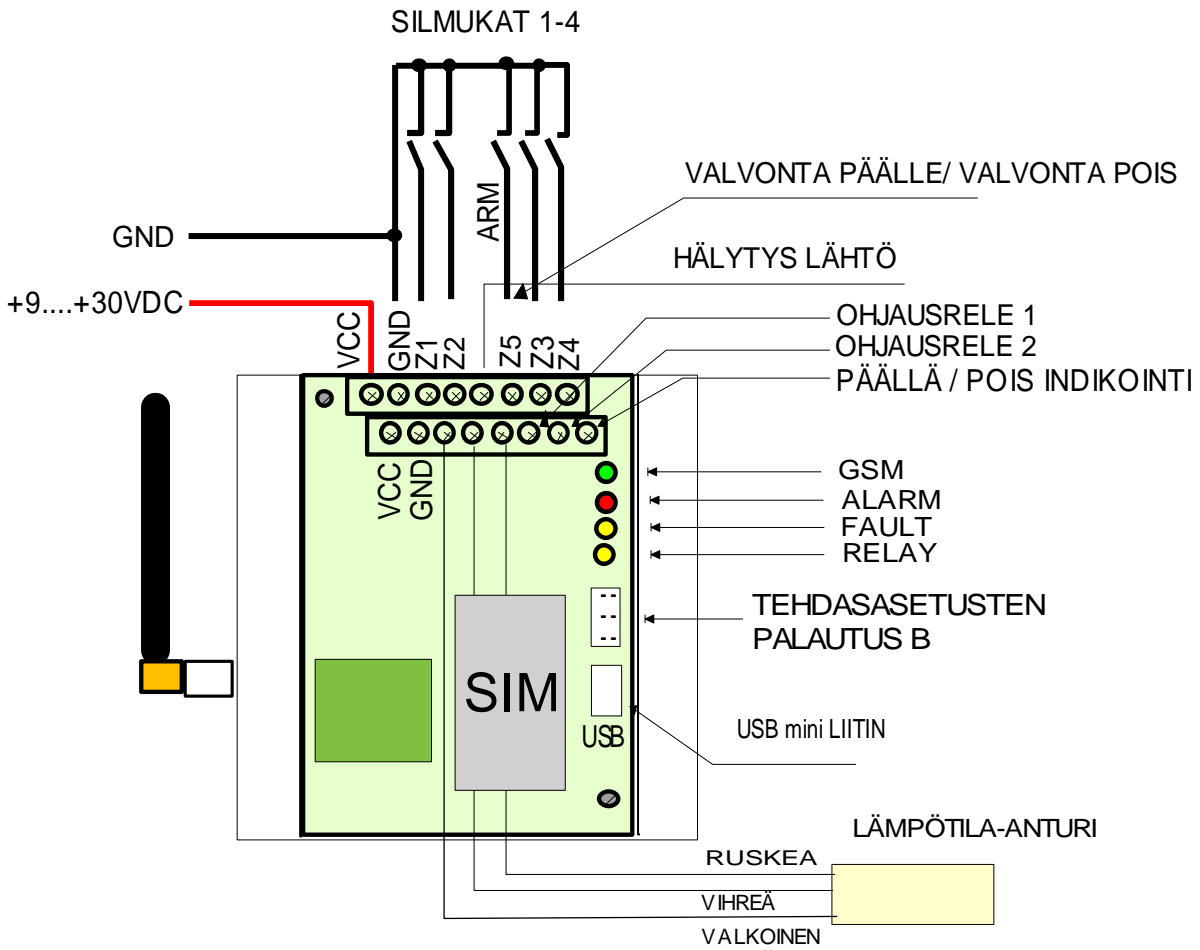 SILMUKAT 1-4
VALVONTA PÄÄLLE/ VALVONTA POIS
ARM
GND
HÄLYTYS LÄHTÖ
+9....+30VDC
OHJAUSRELE 1
OHJAUSRELE 2
PÄÄLLÄ / POIS INDIKOINTI
VCC
GND
Z1
Z2
Z5
Z3
Z4
VCC
GND
GSM
ALARM
FAULT
RELAY
TEHDASASETUSTEN
PALAUTUS B
SIM
USB
USB mini LIITIN
LÄMPÖTILA-ANTURI
RUSKEA
VIHREÄ
VALKOINEN